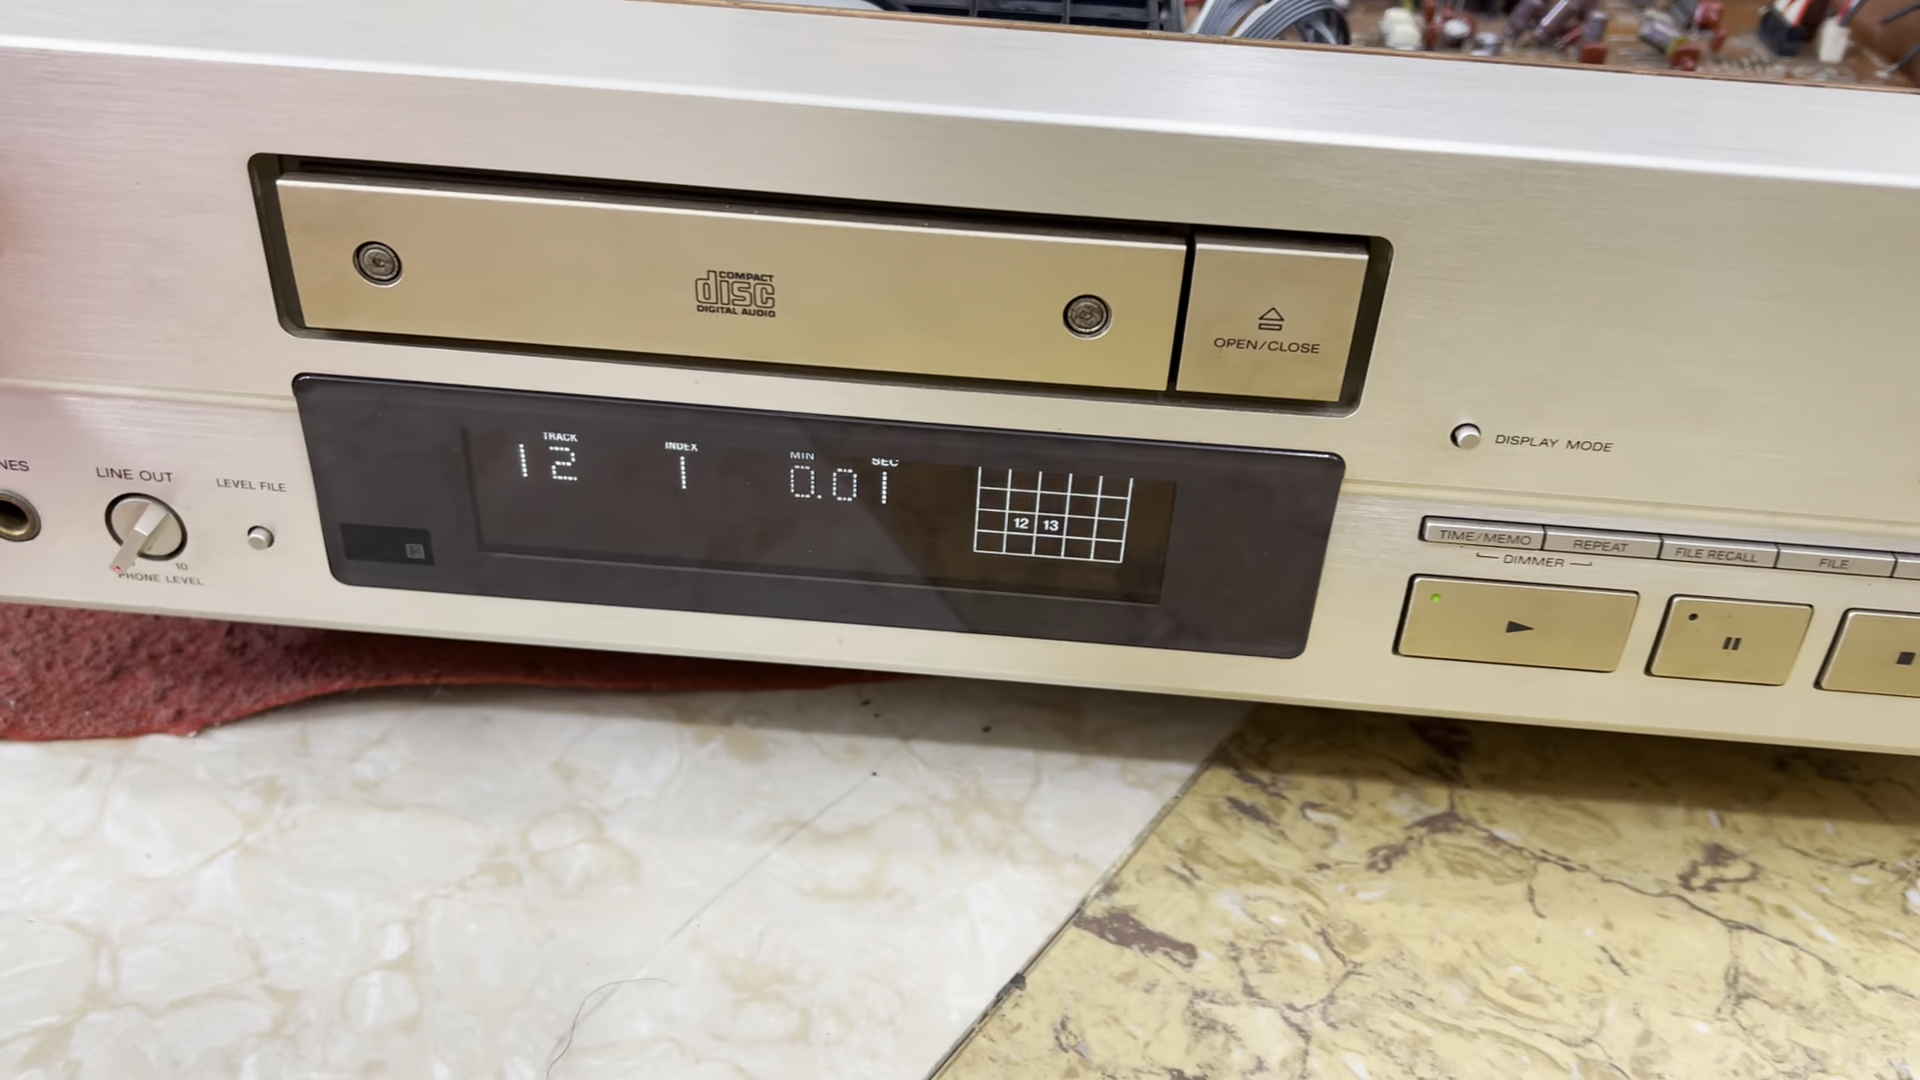 COMPACT
disc
DIGITAL AUDIO
OPEN/CLOSE
DISPLAY MODE
NES
LINE OUT
LEVEL FILE
10
PHONE LEVEL
TRACK
INDEX
MIN
SEC
12
1
0.01
12 13
TIME/MEMO
REPEAT
FILE RECALL
FILE
DIMMER